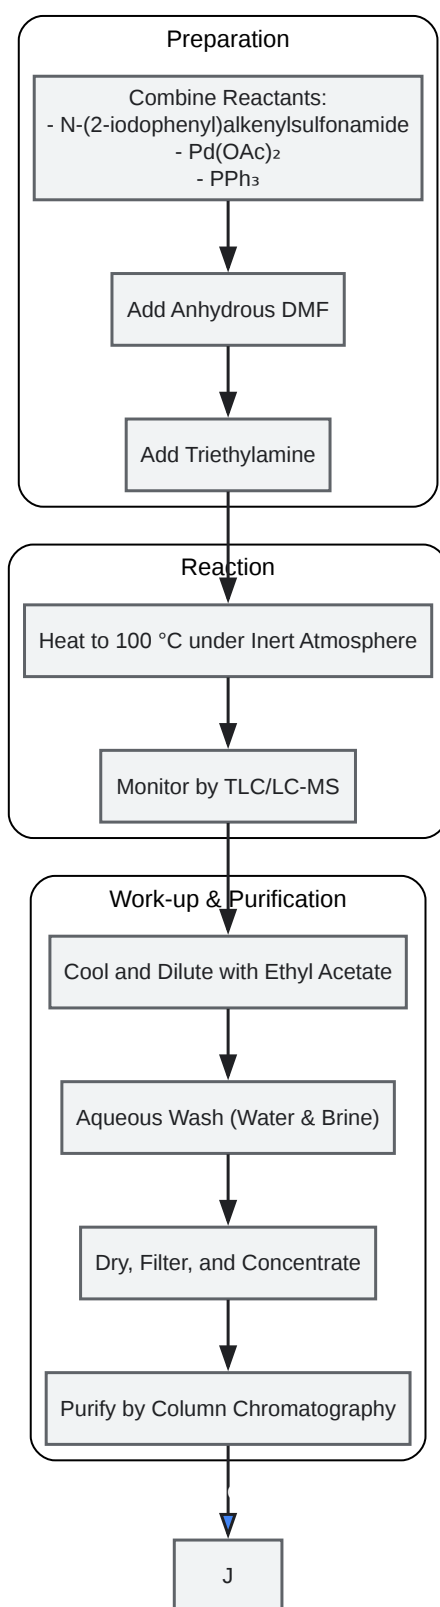 Preparation
Combine Reactants:
- N-(2-iodophenyl)alkenylsulfonamide
- Pd(OAc)₂
- PPh₃
Add Anhydrous DMF
Add Triethylamine
Reaction
Heat to 100 °C under Inert Atmosphere
Monitor by TLC/LC-MS
Work-up & Purification
Cool and Dilute with Ethyl Acetate
Aqueous Wash (Water & Brine)
Dry, Filter, and Concentrate
Purify by Column Chromatography
J